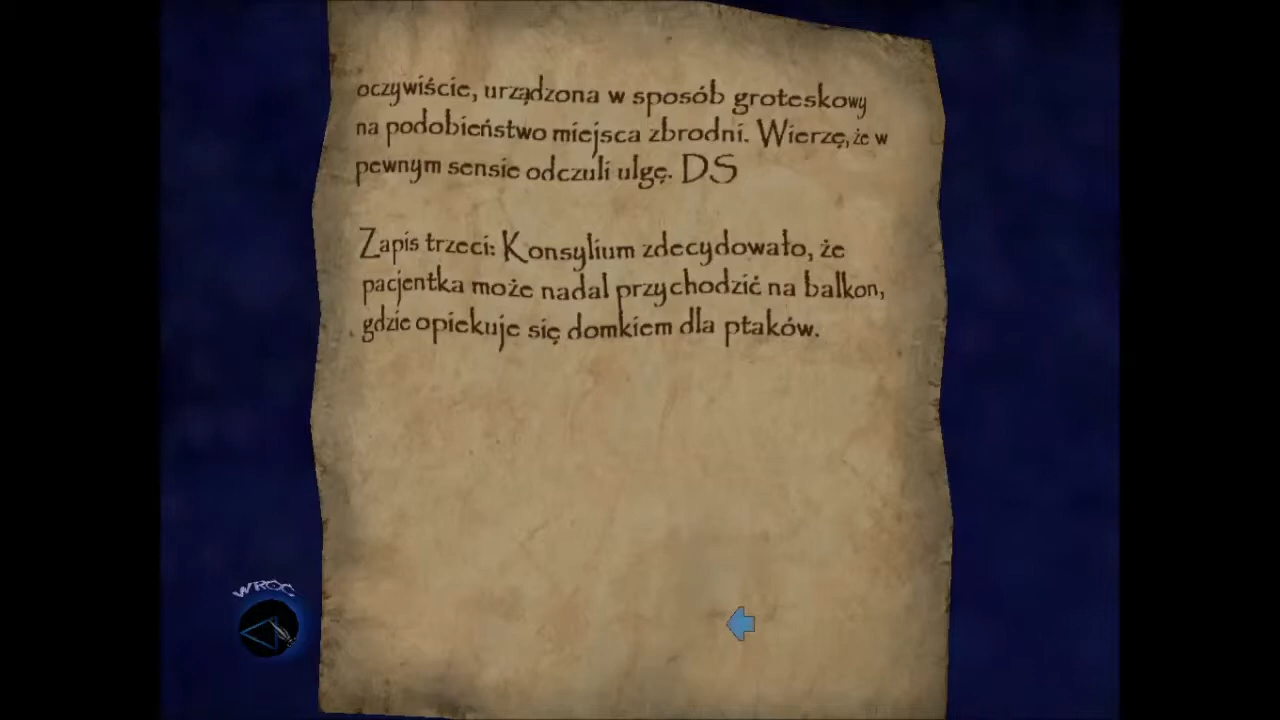 oczywiście, urządzona w sposób groteskowy
na podobieństwo miejsca zbrodni. Wierzę, że w
pewnym sensie odczuli ulgę. DS
Zapis trzeci: Konsylium zdecydowało, że
pacjentka może nadal przychodzić na balkon,
gdzie opiekuje się domkiem dla ptaków.
WRÓĆ